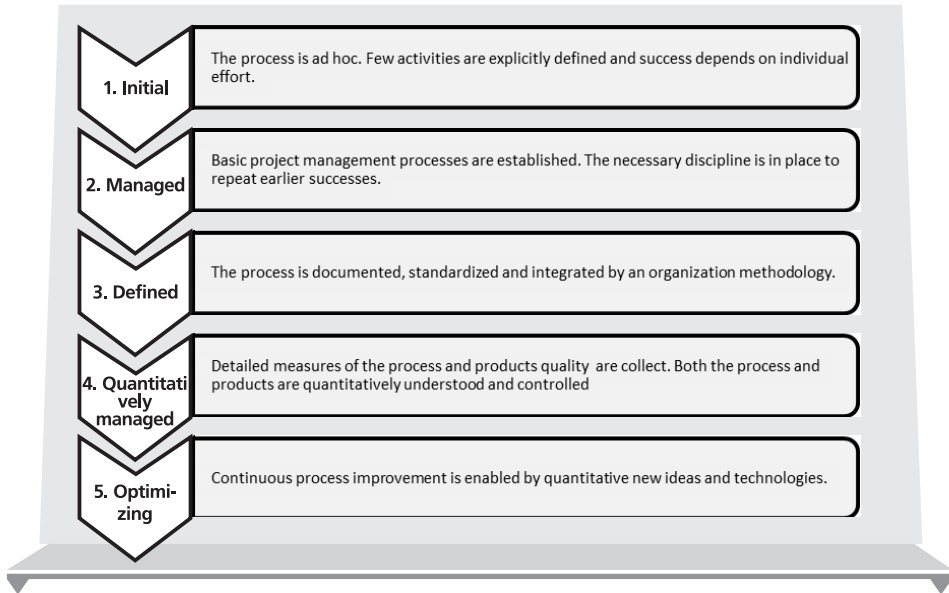 1. Initial
The process is ad hoc. Few activities are explicitly defined and success depends on individual
effort.
2. Managed
Basic project management processes are established. The necessary discipline is in place to
repeat earlier successes.
3. Defined
The process is documented, standardized and integrated by an organization methodology.
4. Quantitati
vely
managed
Detailed measures of the process and products quality are collect. Both the process and
products are quantitatively understood and controlled
5. Optimi-
zing
Continuous process improvement is enabled by quantitative new ideas and technologies.